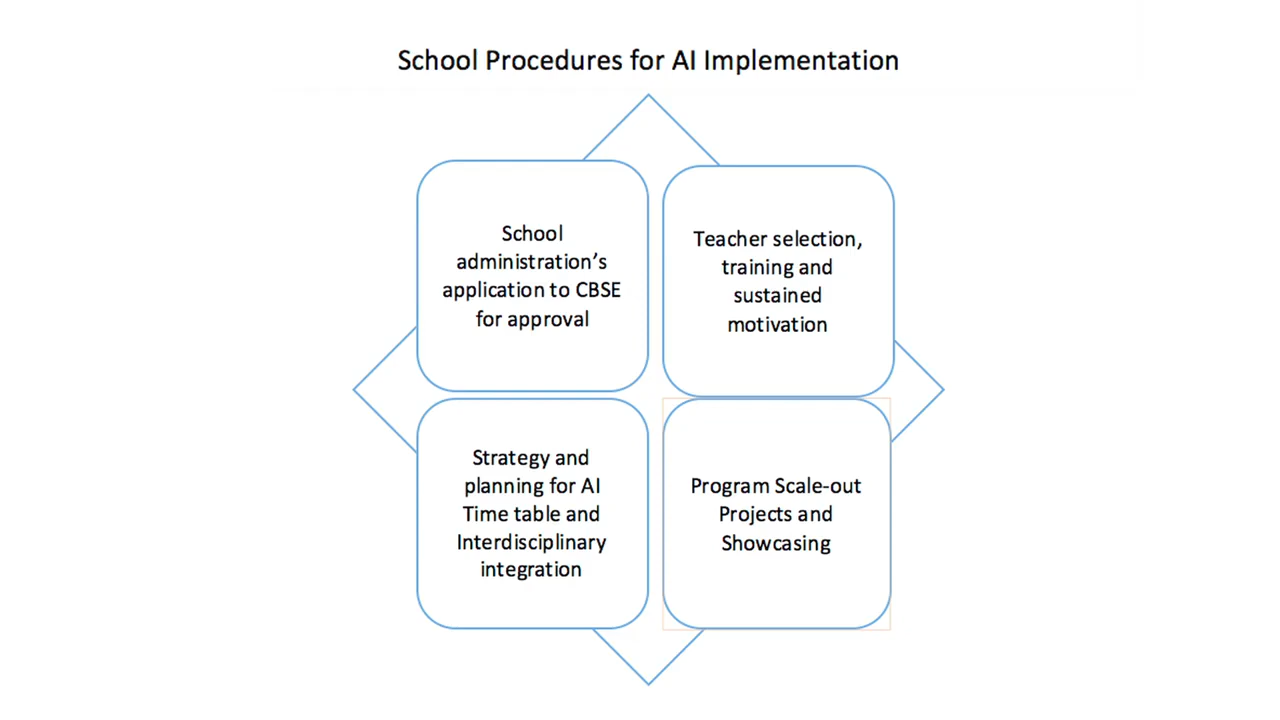 School Procedures for AI Implementation
School
administration’s
application to CBSE
for approval
Teacher selection,
training and
sustained
motivation
Strategy and
planning for AI
Time table and
Interdisciplinary
integration
Program Scale-out
Projects and
Showcasing